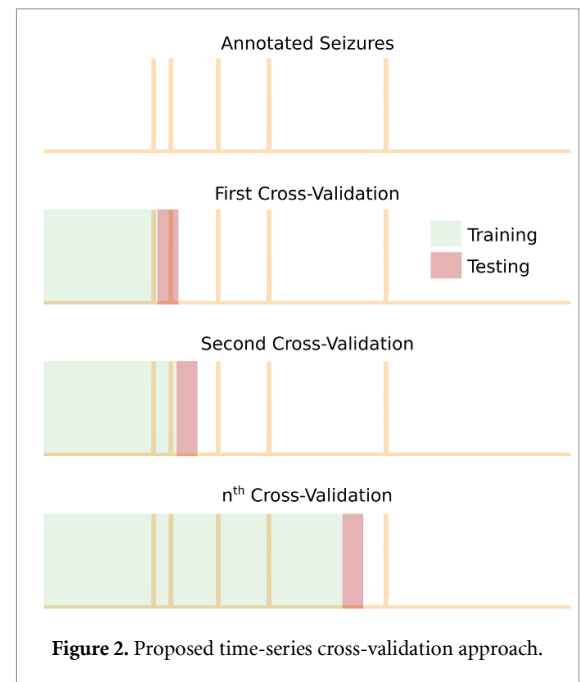 Annotated Seizures
First Cross-Validation
Training
Testing
Second Cross-Validation
nth Cross-Validation
Figure 2. Proposed time-series cross-validation approach.